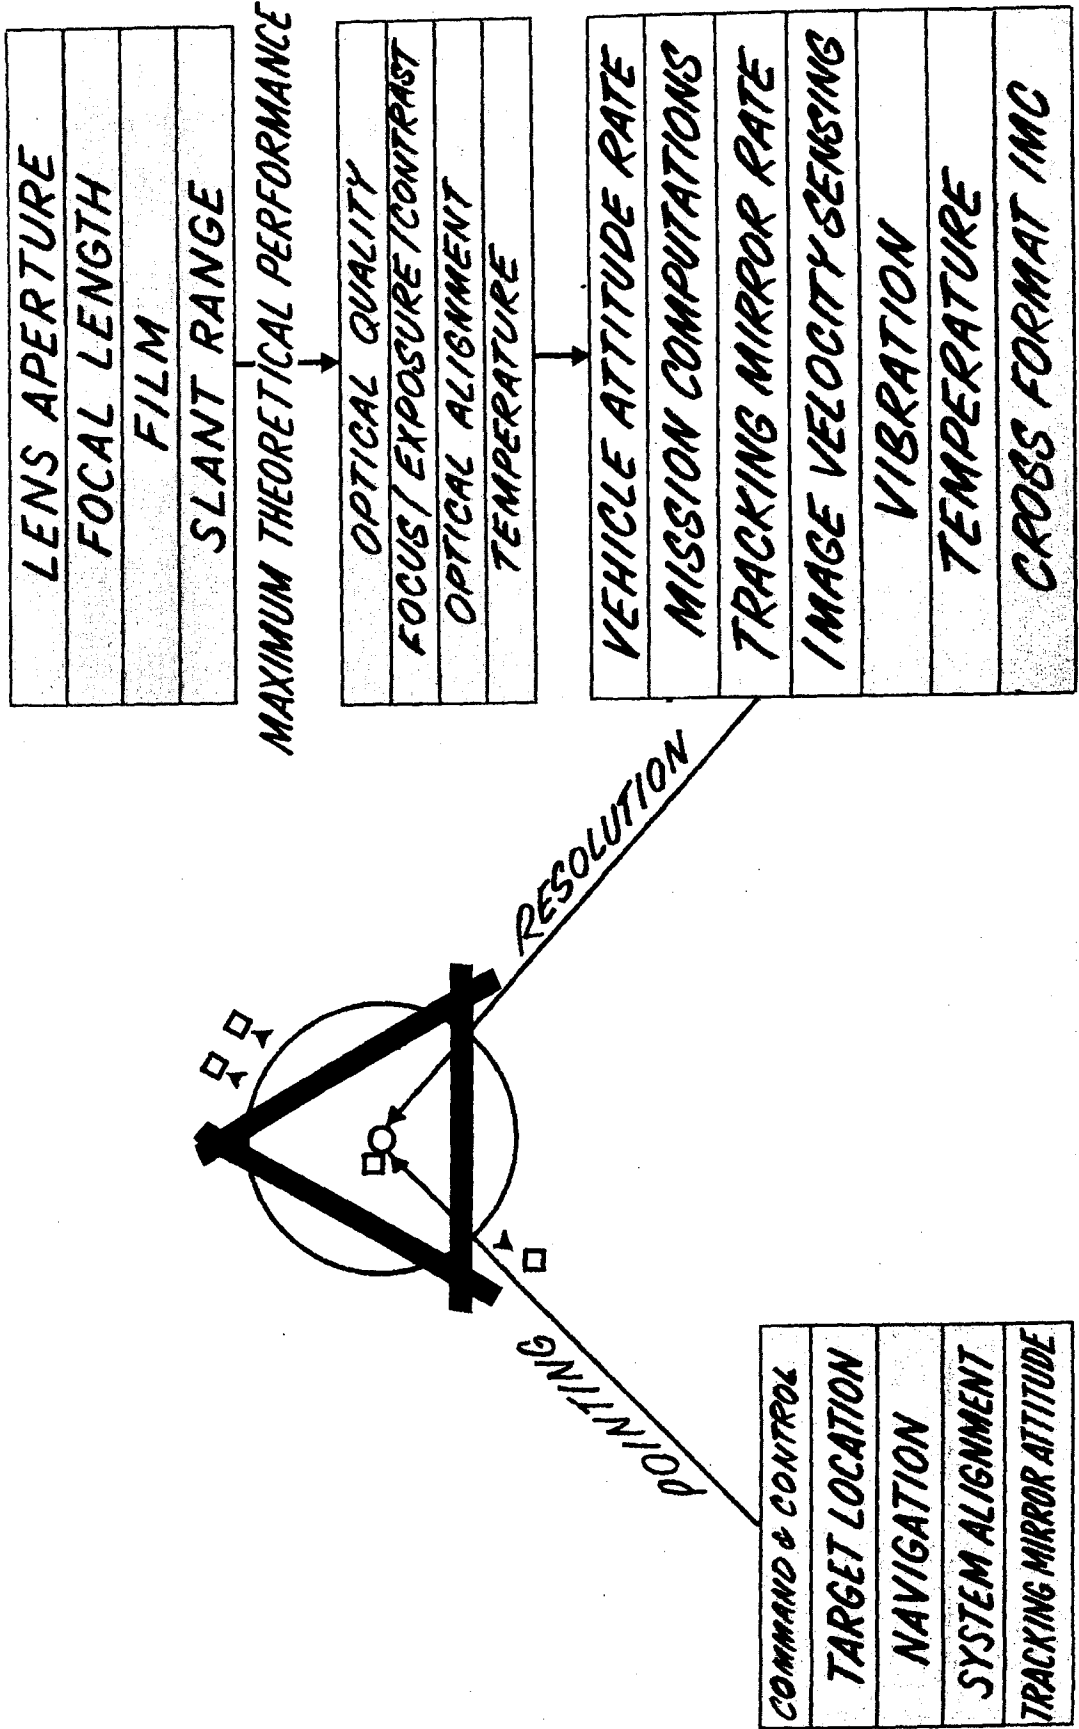 LENS APERTURE
FOCAL LENGTH
FILM
SLANT RANGE
MAXIMUM THEORETICAL PERFORMANCE
OPTICAL QUALITY
FOCUS / EXPOSURE / CONTRAST
OPTICAL ALIGNMENT
TEMPERATURE
VEHICLE ATTITUDE RATE
MISSION COMPUTATIONS
TRACKING MIRROR RATE
IMAGE VELOCITY SENSING
VIBRATION
TEMPERATURE
CROSS FORMAT IMC
RESOLUTION
POINTING
COMMAND & CONTROL
TARGET LOCATION
NAVIGATION
SYSTEM ALIGNMENT
TRACKING MIRROR ATTITUDE